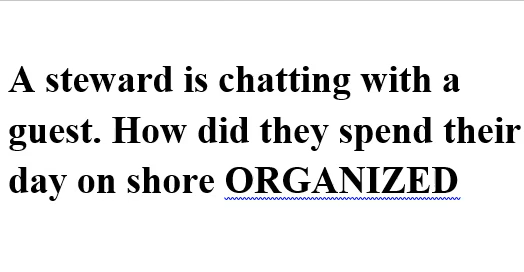 A steward is chatting with a
guest. How did they spend their
day on shore ORGANIZED